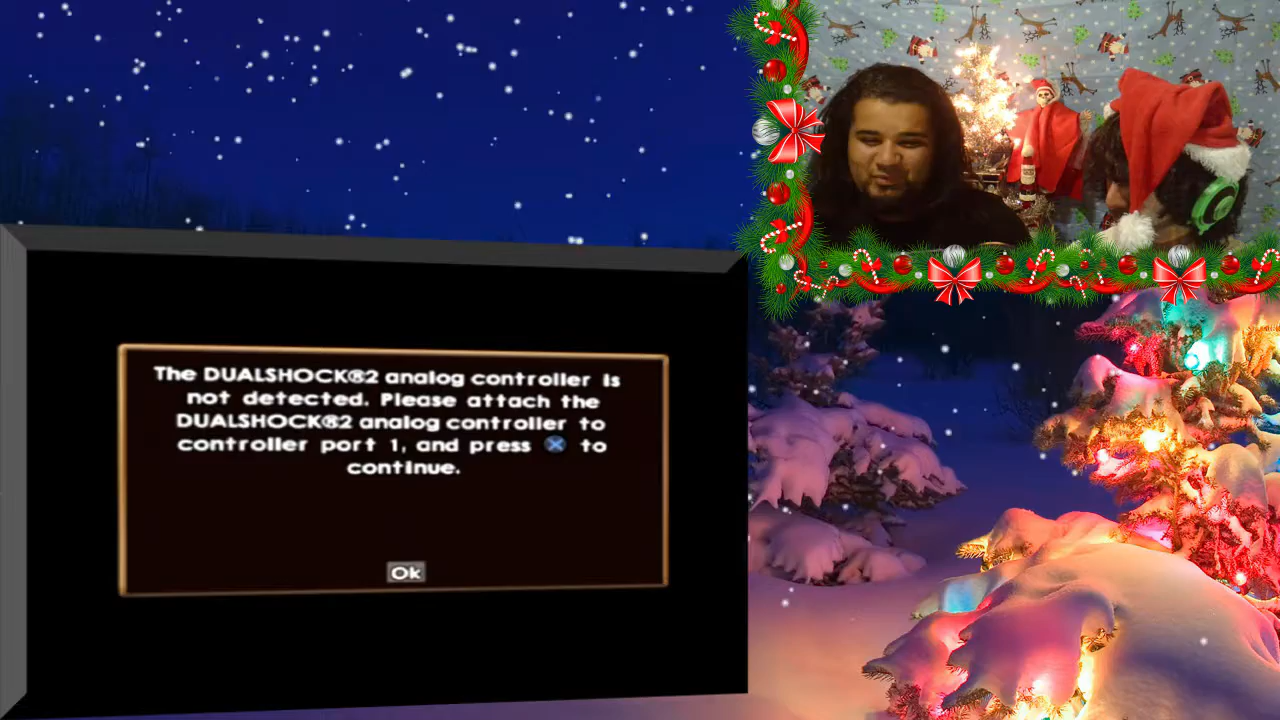 The DUALSHOCK®2 analog controller is
not detected. Please attach the
DUALSHOCK®2 analog controller to
controller port 1, and press ⓧ to
continue.
Ok